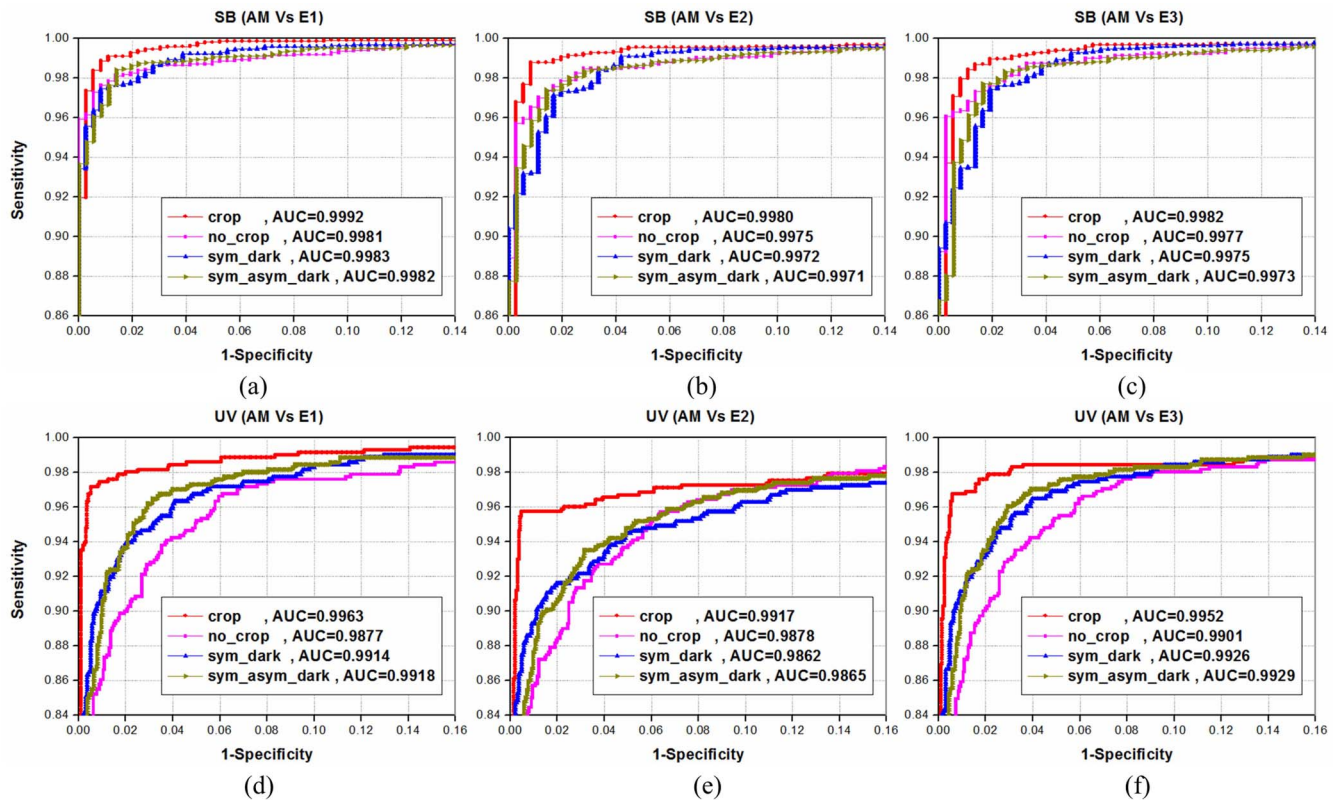 SB (AM Vs E1)
1.00
0.98
0.96
0.94
0.92
0.90
0.88
0.86
Sensitivity
crop , AUC=0.9992
no_crop , AUC=0.9981
sym_dark , AUC=0.9983
sym_asym_dark , AUC=0.9982
0.00 0.02 0.04 0.06 0.08 0.10 0.12 0.14
1-Specificity
(a)
SB (AM Vs E2)
1.00
0.98
0.96
0.94
0.92
0.90
0.88
0.86
crop , AUC=0.9980
no_crop , AUC=0.9975
sym_dark , AUC=0.9972
sym_asym_dark , AUC=0.9971
0.00 0.02 0.04 0.06 0.08 0.10 0.12 0.14
1-Specificity
(b)
SB (AM Vs E3)
1.00
0.98
0.96
0.94
0.92
0.90
0.88
0.86
crop , AUC=0.9982
no_crop , AUC=0.9977
sym_dark , AUC=0.9975
sym_asym_dark , AUC=0.9973
0.00 0.02 0.04 0.06 0.08 0.10 0.12 0.14
1-Specificity
(c)
UV (AM Vs E1)
1.00
0.98
0.96
0.94
0.92
0.90
0.88
0.86
0.84
Sensitivity
crop , AUC=0.9963
no_crop , AUC=0.9877
sym_dark , AUC=0.9914
sym_asym_dark , AUC=0.9918
0.00 0.02 0.04 0.06 0.08 0.10 0.12 0.14 0.16
1-Specificity
(d)
UV (AM Vs E2)
1.00
0.98
0.96
0.94
0.92
0.90
0.88
0.86
0.84
crop , AUC=0.9917
no_crop , AUC=0.9878
sym_dark , AUC=0.9862
sym_asym_dark , AUC=0.9865
0.00 0.02 0.04 0.06 0.08 0.10 0.12 0.14 0.16
1-Specificity
(e)
UV (AM Vs E3)
1.00
0.98
0.96
0.94
0.92
0.90
0.88
0.86
0.84
crop , AUC=0.9952
no_crop , AUC=0.9901
sym_dark , AUC=0.9926
sym_asym_dark , AUC=0.9929
0.00 0.02 0.04 0.06 0.08 0.10 0.12 0.14 0.16
1-Specificity
(f)